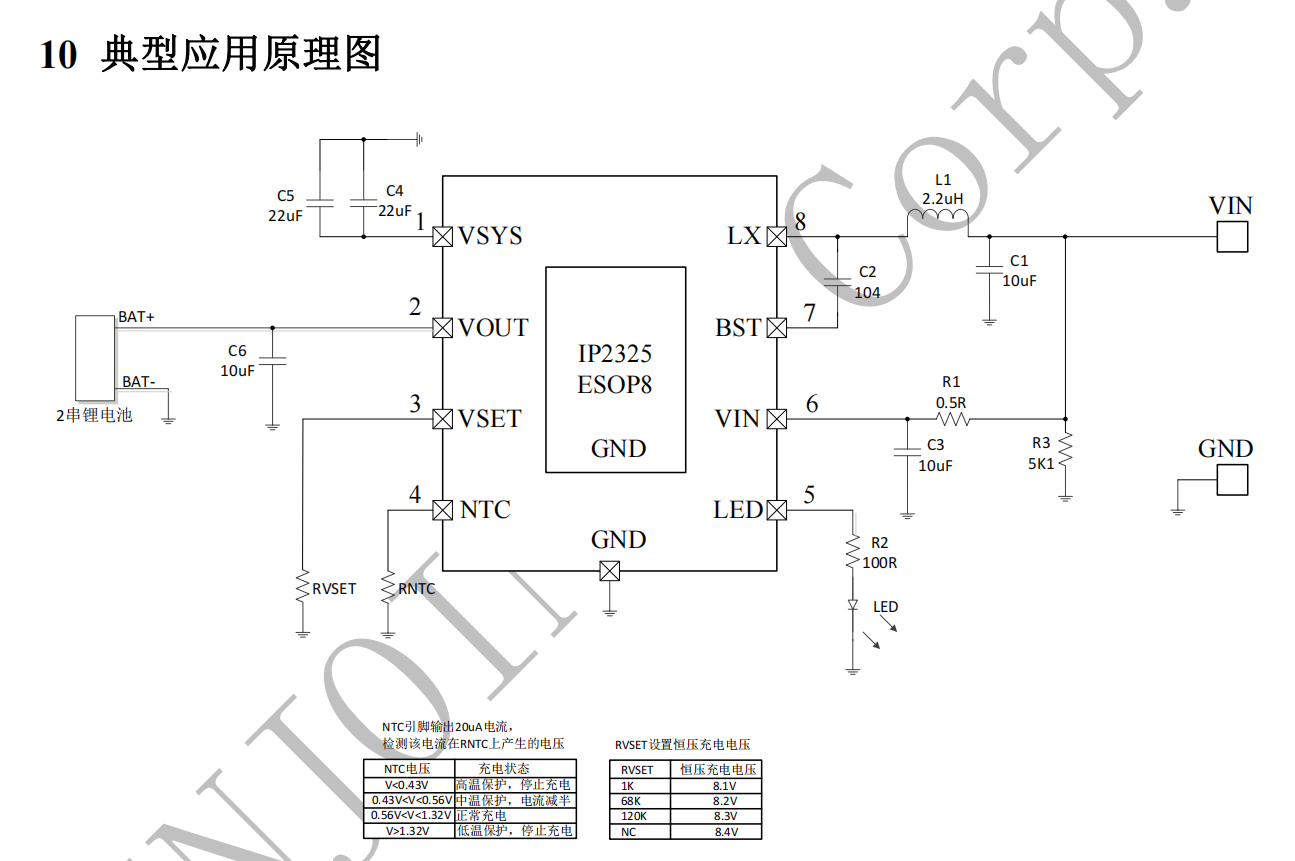 10 典型应用原理图
Corp.
C5
22uF
C4
22uF
1
VSYS
LX
8
L1
2.2uH
VIN
C1
10uF
C2
104
2
VOUT
BST
7
BAT+
BAT-
2串锂电池
C6
10uF
IP2325
ESOP8
GND
3
VSET
VIN
6
R1
0.5R
C3
10uF
R3
5K1
GND
4
NTC
LED
5
GND
R2
100R
LED
RVSET
RNTC
NTC引脚输出20uA电流，
检测该电流在RNTC上产生的电压
NTC电压 充电状态
V<0.43V 高温保护，停止充电
0.43V<V<0.56V 中温保护，电流减半
0.56V<V<1.32V 正常充电
V>1.32V 低温保护，停止充电
RVSET设置恒压充电电压
RVSET 恒压充电电压
1K 8.1V
68K 8.2V
120K 8.3V
NC 8.4V